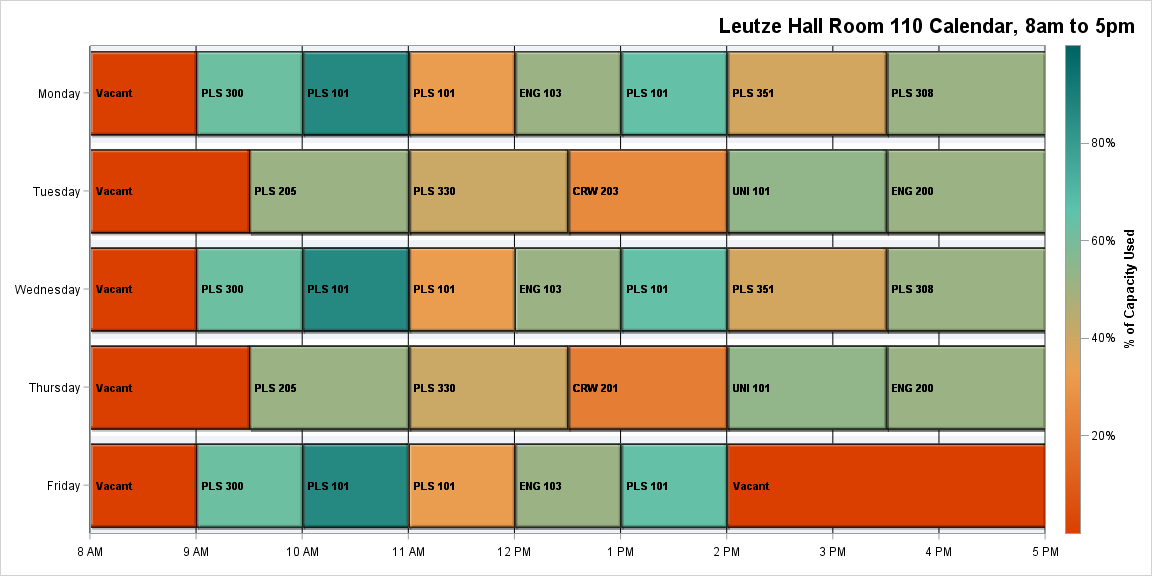 Leutze Hall Room 110 Calendar, 8am to 5pm
Monday
Vacant
PLS 300
PLS 101
PLS 101
ENG 103
PLS 101
PLS 351
PLS 308
Tuesday
Vacant
PLS 205
PLS 330
CRW 203
UNI 101
ENG 200
Wednesday
Vacant
PLS 300
PLS 101
PLS 101
ENG 103
PLS 101
PLS 351
PLS 308
Thursday
Vacant
PLS 205
PLS 330
CRW 201
UNI 101
ENG 200
Friday
Vacant
PLS 300
PLS 101
PLS 101
ENG 103
PLS 101
Vacant
8 AM
9 AM
10 AM
11 AM
12 PM
1 PM
2 PM
3 PM
4 PM
5 PM
80%
60%
40%
20%
% of Capacity Used